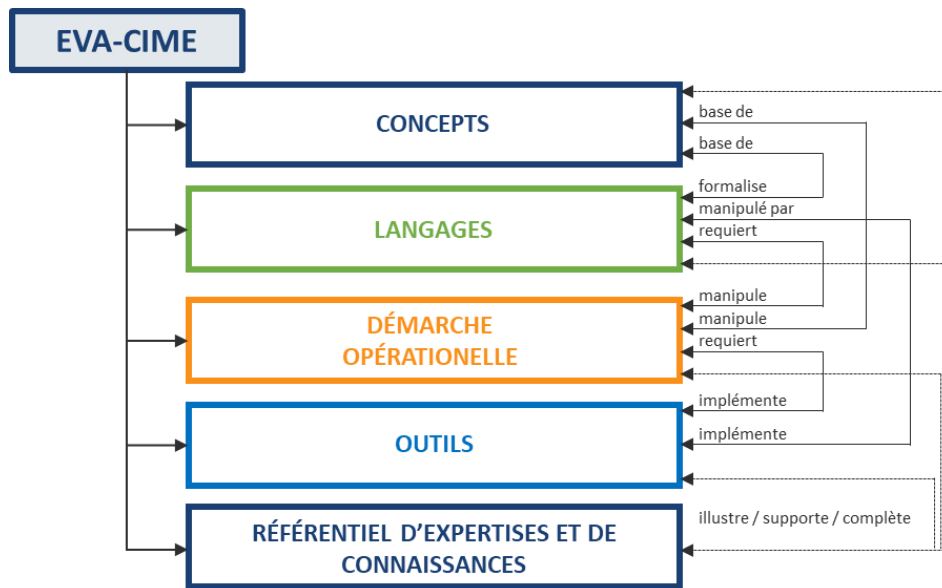 EVA-CIME
CONCEPTS
base de
base de
LANGAGES
formalise
manipulé par
requiert
DÉMARCHE
OPÉRATIONELLE
manipule
manipule
requiert
OUTILS
implémente
implémente
RÉFÉRENTIEL D'EXPERTISES ET DE
CONNAISSANCES
illustre / supporte / complète